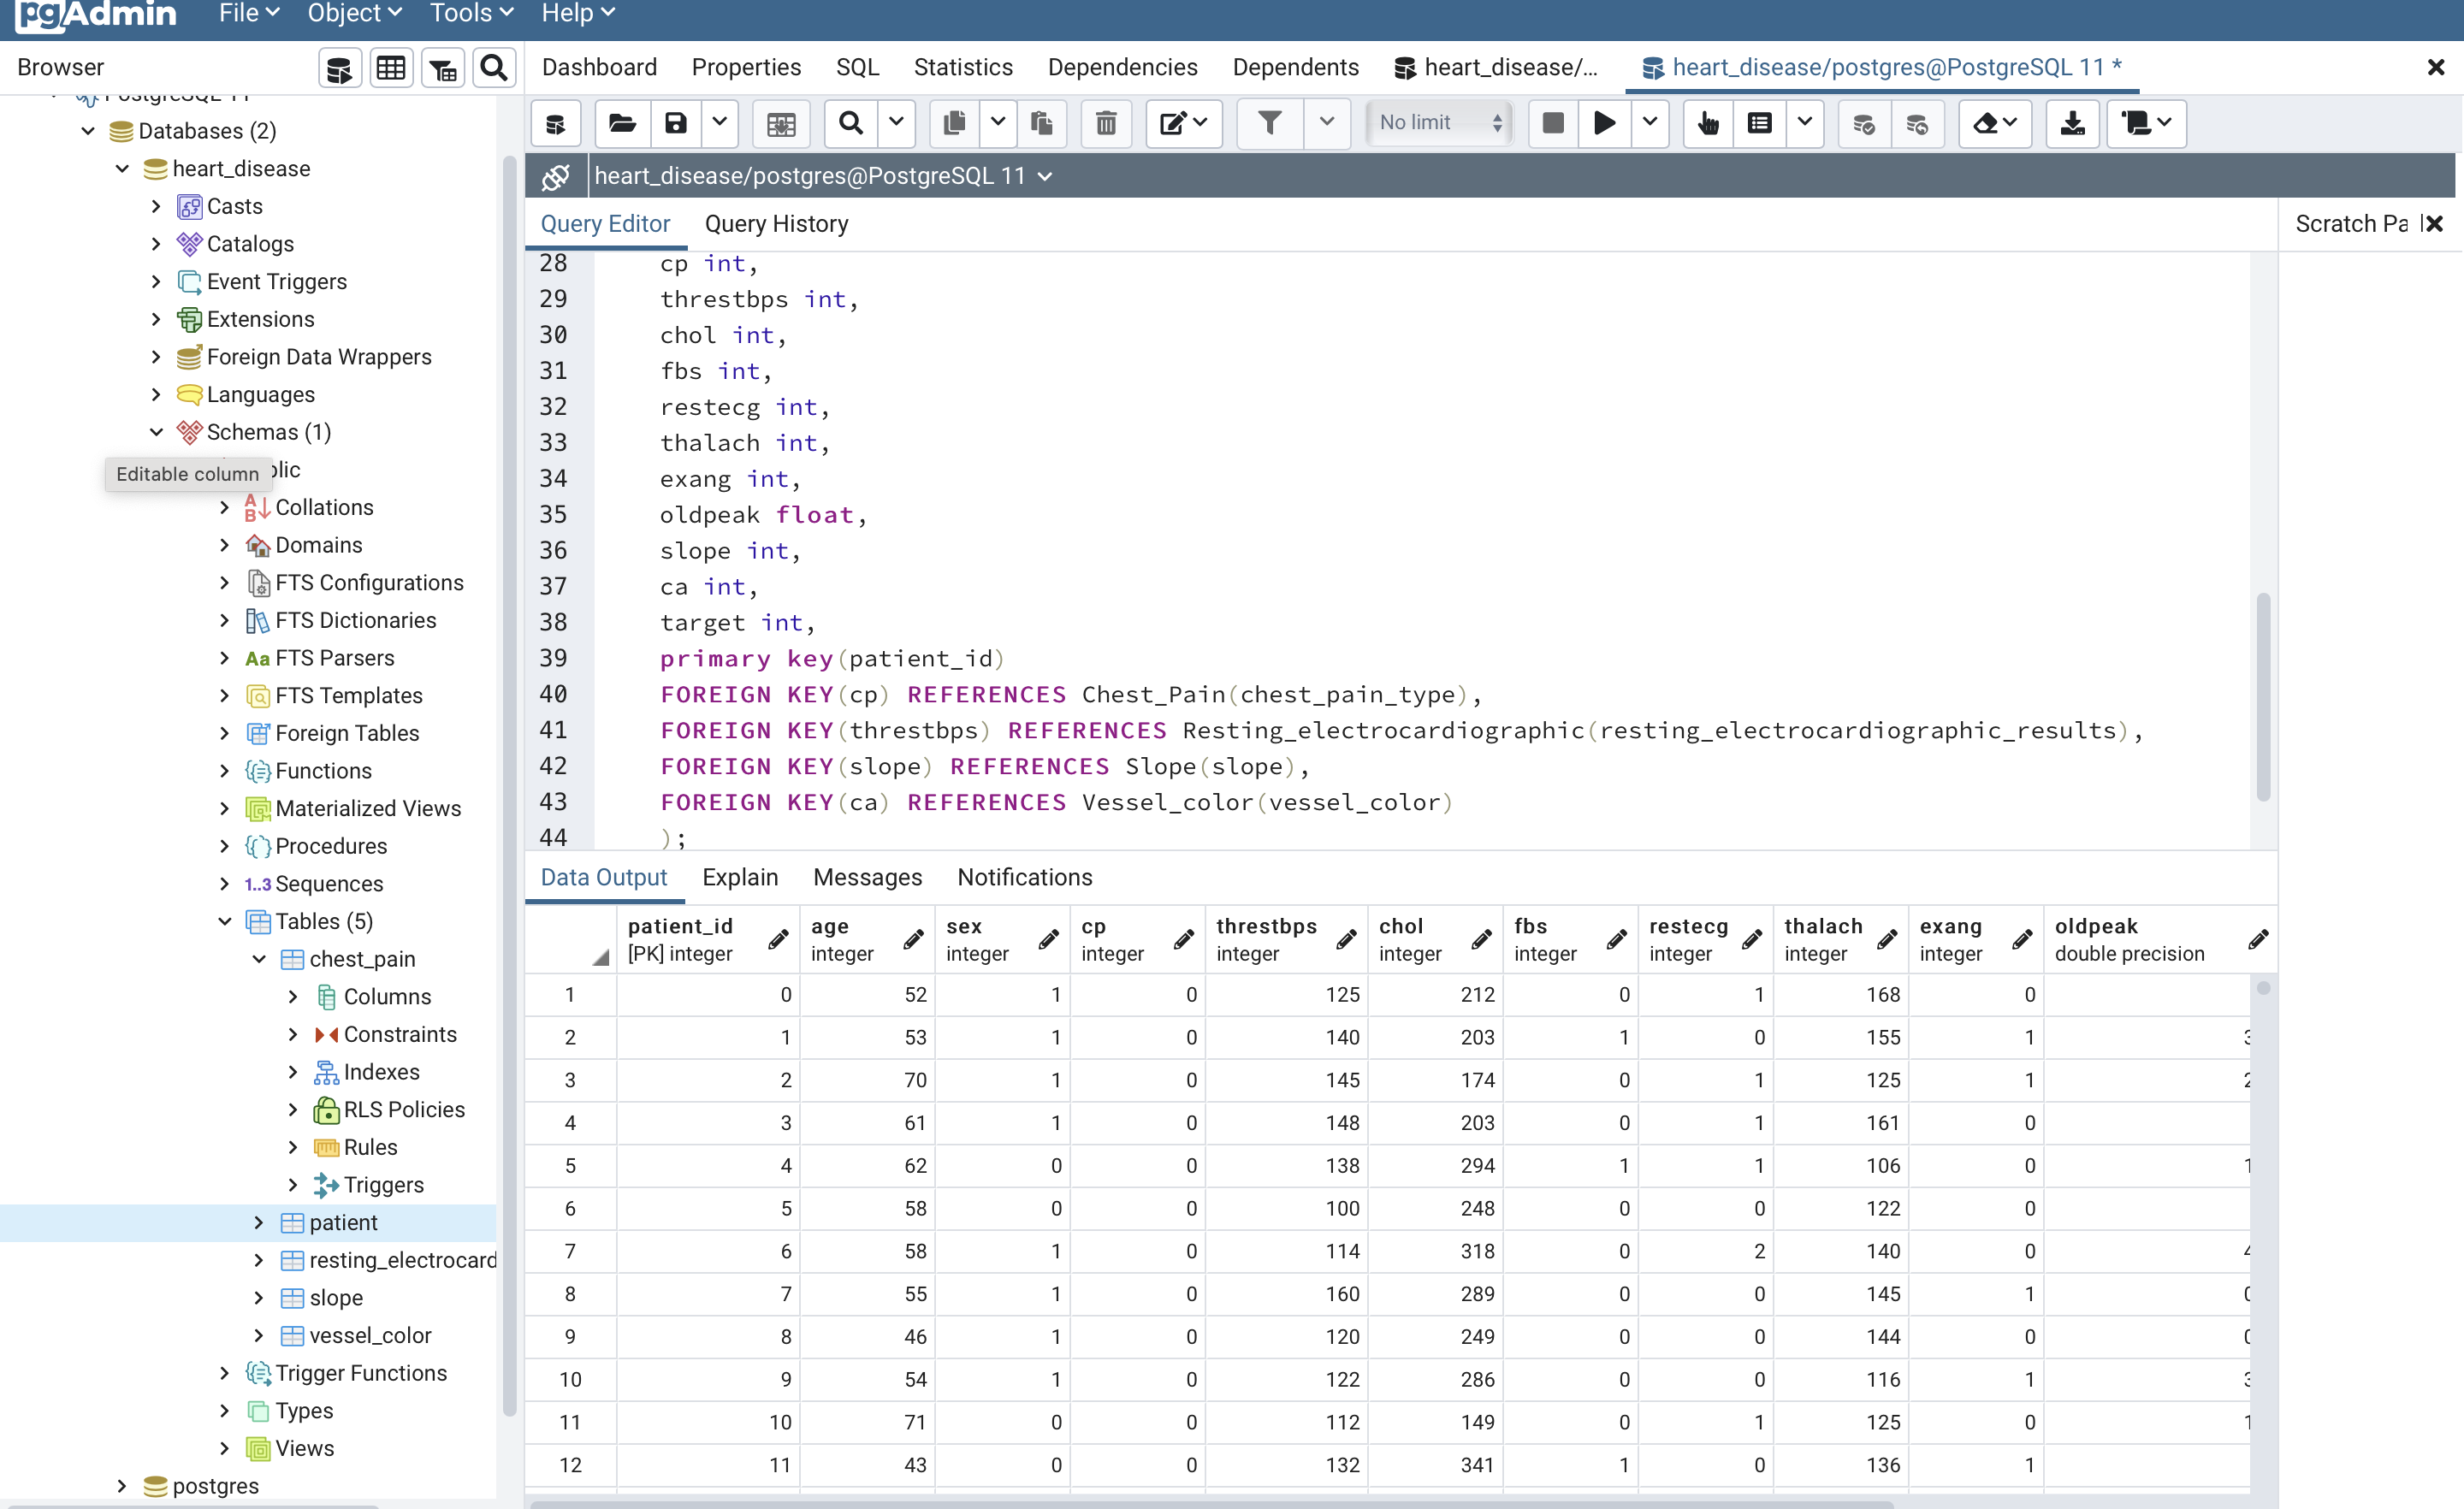 pgAdmin File Object Tools Help
Browser
Dashboard Properties SQL Statistics Dependencies Dependents heart_disease/... heart_disease/postgres@PostgreSQL 11 *
PostgreSQL 11
Databases (2)
heart_disease
Casts
Catalogs
Event Triggers
Extensions
Foreign Data Wrappers
Languages
Schemas (1)
Editable column
Collations
Domains
FTS Configurations
FTS Dictionaries
Aa FTS Parsers
FTS Templates
Foreign Tables
Functions
Materialized Views
Procedures
1..3 Sequences
Tables (5)
chest_pain
Columns
Constraints
Indexes
RLS Policies
Rules
Triggers
patient
resting_electrocard
slope
vessel_color
Trigger Functions
Types
Views
postgres
No limit
heart_disease/postgres@PostgreSQL 11
Query Editor Query History
Scratch Pa
28 cp int,
29 threstbps int,
30 chol int,
31 fbs int,
32 restecg int,
33 thalach int,
34 exang int,
35 oldpeak float,
36 slope int,
37 ca int,
38 target int,
39 primary key(patient_id)
40 FOREIGN KEY(cp) REFERENCES Chest_Pain(chest_pain_type),
41 FOREIGN KEY(threstbps) REFERENCES Resting_electrocardiographic(resting_electrocardiographic_results),
42 FOREIGN KEY(slope) REFERENCES Slope(slope),
43 FOREIGN KEY(ca) REFERENCES Vessel_color(vessel_color)
44 );
Data Output Explain Messages Notifications
patient_id age sex cp threstbps chol fbs restecg thalach exang oldpeak
[PK] integer integer integer integer integer integer integer integer integer integer double precision
1 0 52 1 0 125 212 0 1 168 0
2 1 53 1 0 140 203 1 0 155 1
3 2 70 1 0 145 174 0 1 125 1
4 3 61 1 0 148 203 0 1 161 0
5 4 62 0 0 138 294 1 1 106 0
6 5 58 0 0 100 248 0 0 122 0
7 6 58 1 0 114 318 0 2 140 0
8 7 55 1 0 160 289 0 0 145 1
9 8 46 1 0 120 249 0 0 144 0
10 9 54 1 0 122 286 0 0 116 1
11 10 71 0 0 112 149 0 1 125 0
12 11 43 0 0 132 341 1 0 136 1